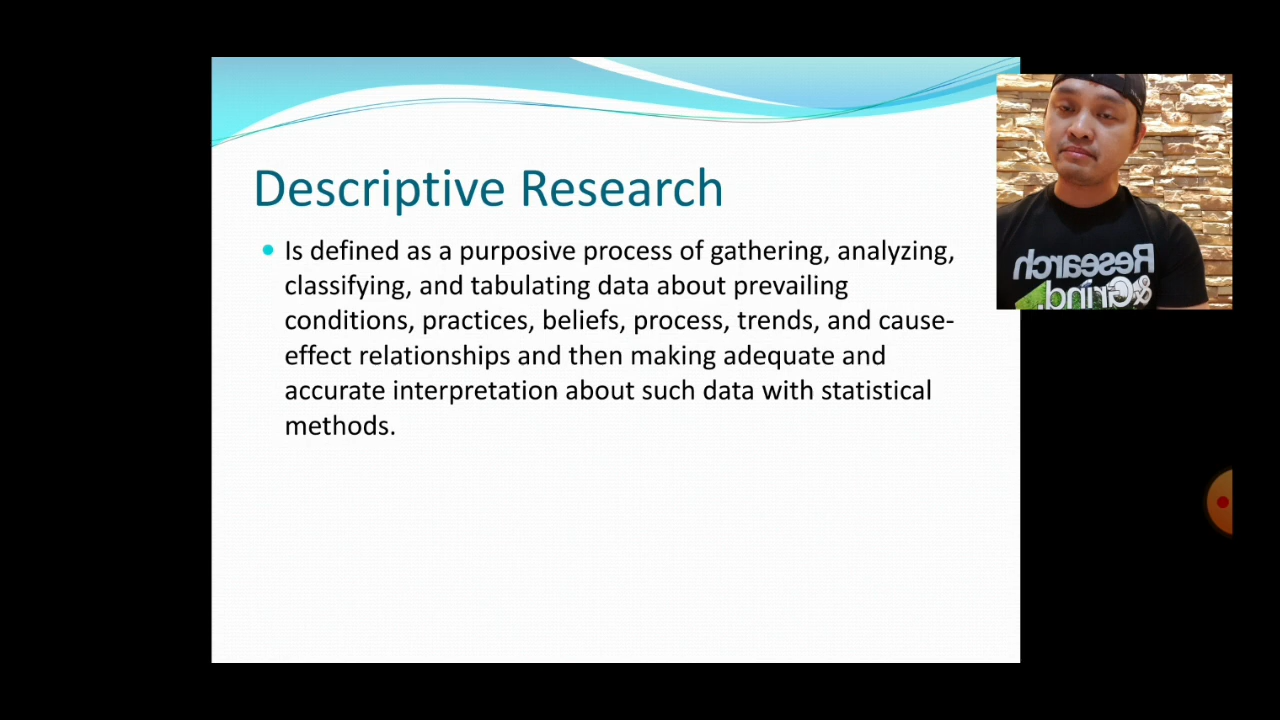 Descriptive Research
Is defined as a purposive process of gathering, analyzing,
classifying, and tabulating data about prevailing
conditions, practices, beliefs, process, trends, and cause-
effect relationships and then making adequate and
accurate interpretation about such data with statistical
methods.
Research
& Grind.